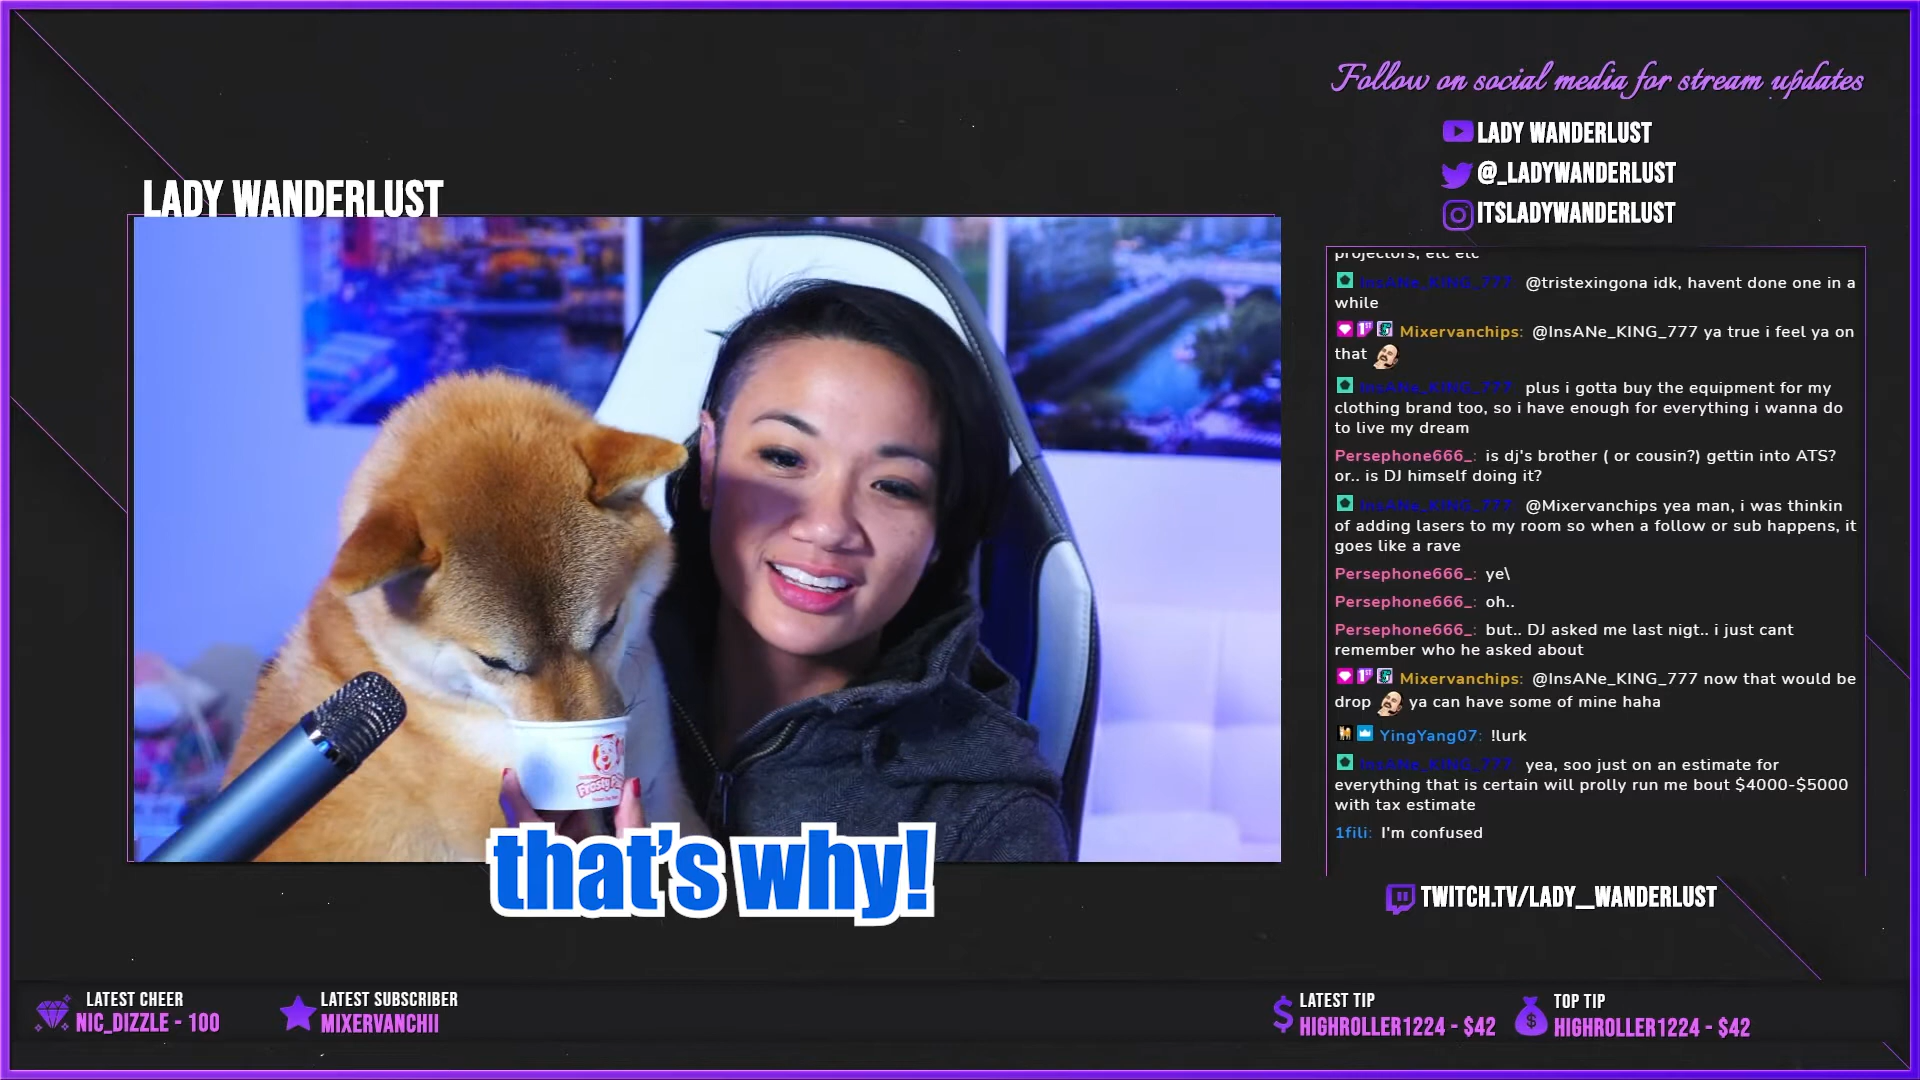 Follow on social media for stream updates
LADY WANDERLUST
@_LADYWANDERLUST
ITSLADYWANDERLUST
LADY WANDERLUST
projectors, etc etc
InsANe_KING_777: @tristexingona idk, havent done one in a
while
Mixervanchips: @InsANe_KING_777 ya true i feel ya on
that
InsANe_KING_777: plus i gotta buy the equipment for my
clothing brand too, so i have enough for everything i wanna do
to live my dream
Persephone666_: is dj's brother ( or cousin?) gettin into ATS?
or.. is DJ himself doing it?
InsANe_KING_777: @Mixervanchips yea man, i was thinkin
of adding lasers to my room so when a follow or sub happens, it
goes like a rave
Persephone666_: ye\
Persephone666_: oh..
Persephone666_: but.. DJ asked me last nigt.. i just cant
remember who he asked about
Mixervanchips: @InsANe_KING_777 now that would be
drop ya can have some of mine haha
YingYang07: !lurk
InsANe_KING_777: yea, soo just on an estimate for
everything that is certain will prolly run me bout $4000-$5000
with tax estimate
1fili: I'm confused
that's why!
TWITCH.TV/LADY__WANDERLUST
LATEST CHEER
NIC_DIZZLE - 100
LATEST SUBSCRIBER
MIXERVANCHII
LATEST TIP
HIGHROLLER1224 - $42
TOP TIP
HIGHROLLER1224 - $42